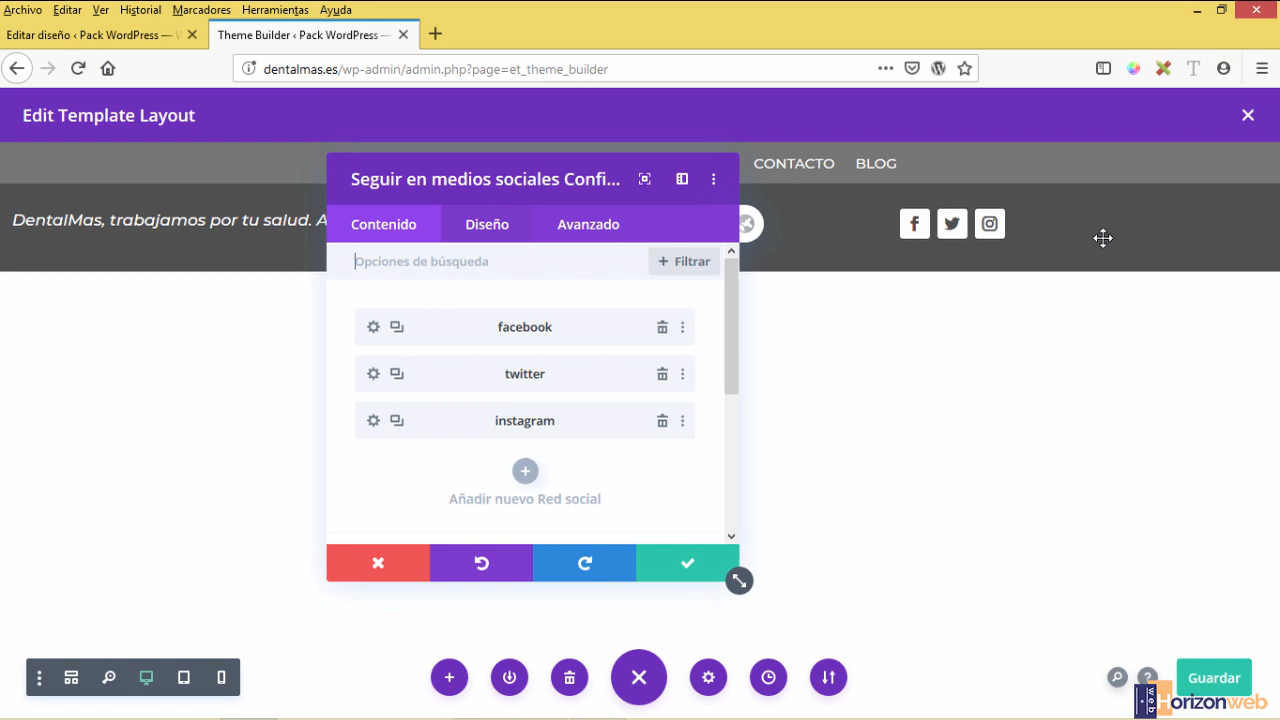 Archivo Editar Ver Historial Marcadores Herramientas Ayuda
Editar diseño ‹ Pack WordPress —
Theme Builder ‹ Pack WordPress —
dentalmas.es/wp-admin/admin.php?page=et_theme_builder
Edit Template Layout
CONTACTO BLOG
DentalMas, trabajamos por tu salud. A
Seguir en medios sociales Confi...
Contenido Diseño Avanzado
Opciones de búsqueda
+ Filtrar
facebook
twitter
instagram
Añadir nuevo Red social
Guardar
web Horizonweb